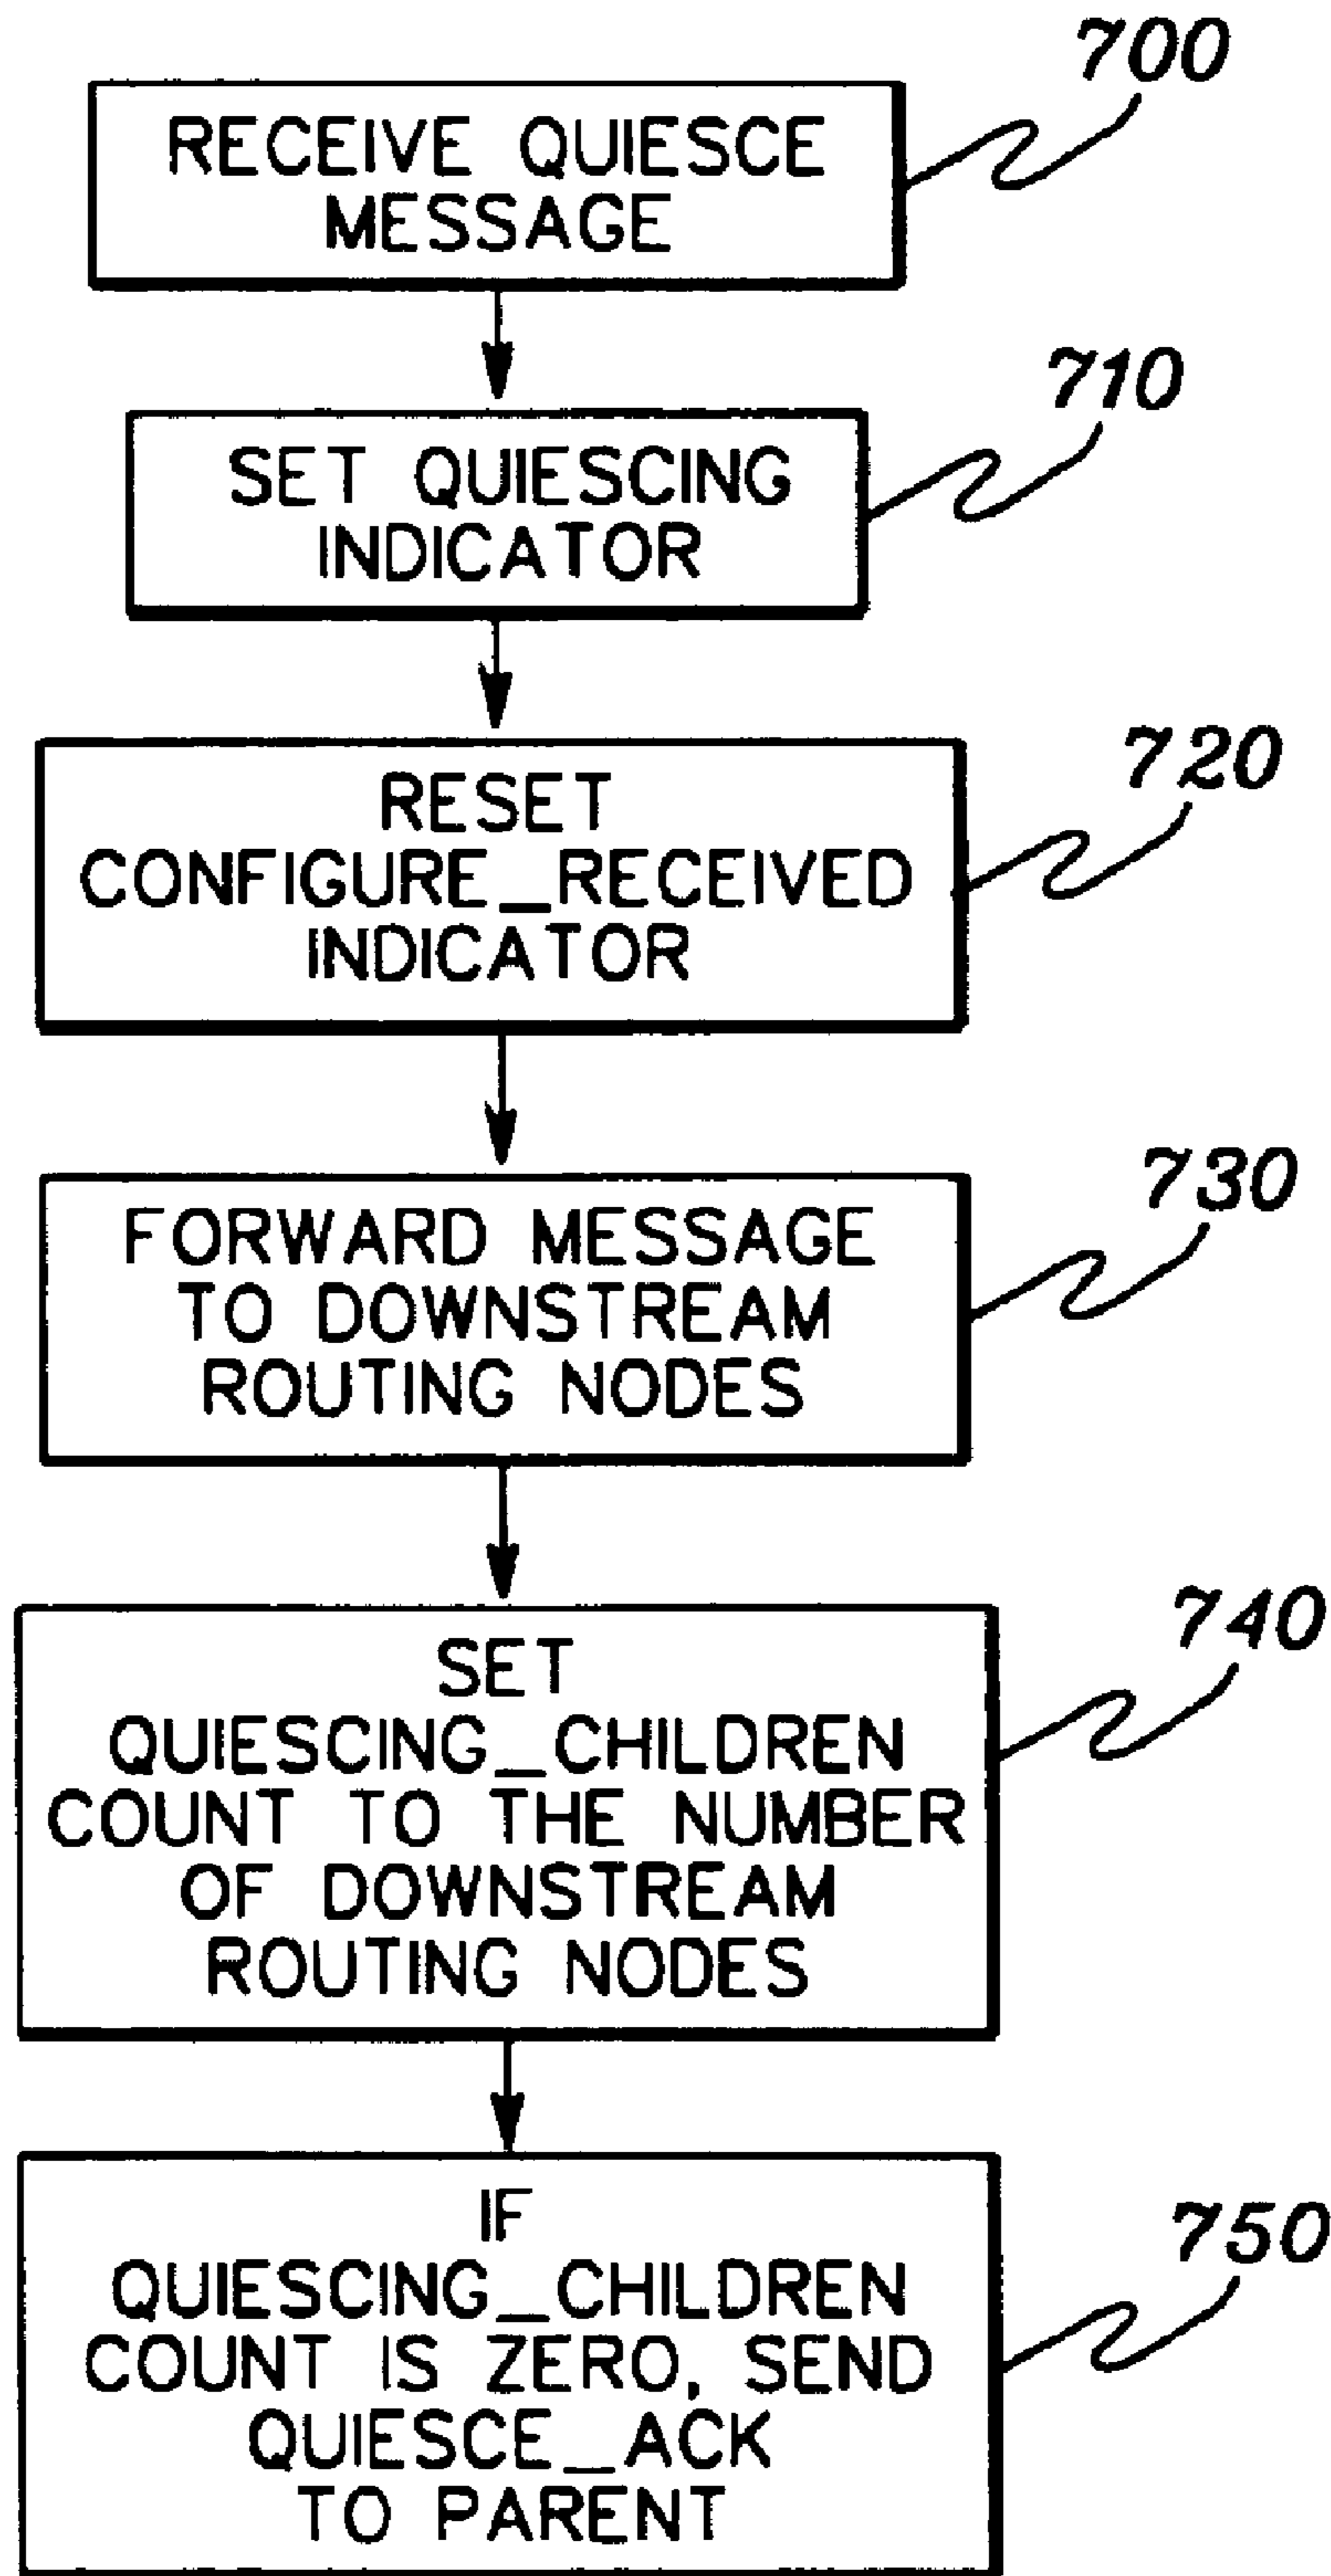 700
RECEIVE QUIESCE
MESSAGE
710
SET QUIESCING
INDICATOR
720
RESET
CONFIGURE_RECEIVED
INDICATOR
730
FORWARD MESSAGE
TO DOWNSTREAM
ROUTING NODES
740
SET
QUIESCING_CHILDREN
COUNT TO THE NUMBER
OF DOWNSTREAM
ROUTING NODES
750
IF
QUIESCING_CHILDREN
COUNT IS ZERO, SEND
QUIESCE_ACK
TO PARENT